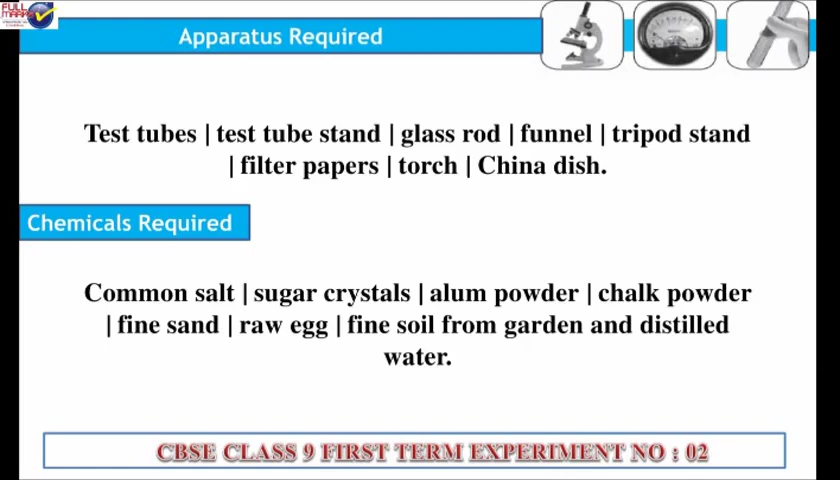 FULL
MARKS
Apparatus Required
Test tubes | test tube stand | glass rod | funnel | tripod stand
| filter papers | torch | China dish.
Chemicals Required
Common salt | sugar crystals | alum powder | chalk powder
| fine sand | raw egg | fine soil from garden and distilled
water.
CBSE CLASS 9 FIRST TERM EXPERIMENT NO : 02